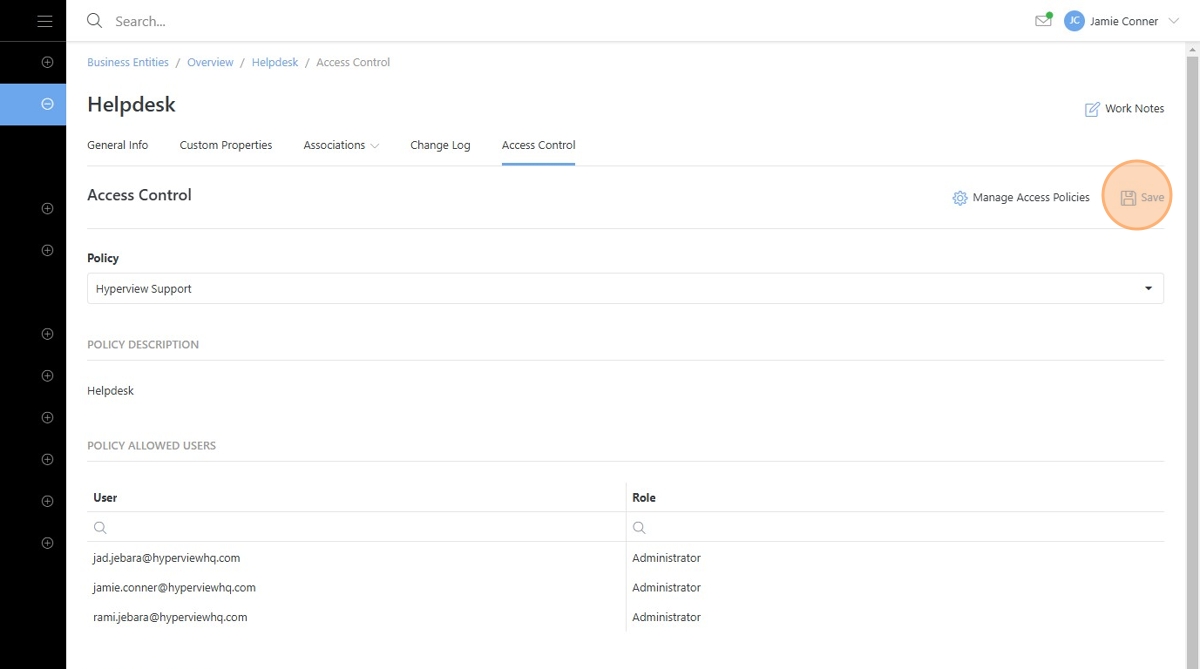 Search...
JC Jamie Conner
Business Entities / Overview / Helpdesk / Access Control
Helpdesk
Work Notes
General Info Custom Properties Associations Change Log Access Control
Access Control
Manage Access Policies Save
Policy
Hyperview Support
POLICY DESCRIPTION
Helpdesk
POLICY ALLOWED USERS
User Role
jad.jebara@hyperviewhq.com Administrator
jamie.conner@hyperviewhq.com Administrator
rami.jebara@hyperviewhq.com Administrator